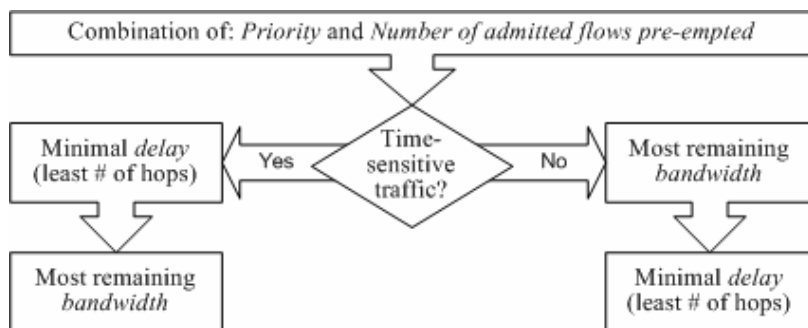 Combination of: Priority and Number of admitted flows pre-empted
Time-
sensitive
traffic?
Yes
No
Minimal delay
(least # of hops)
Most remaining
bandwidth
Most remaining
bandwidth
Minimal delay
(least # of hops)